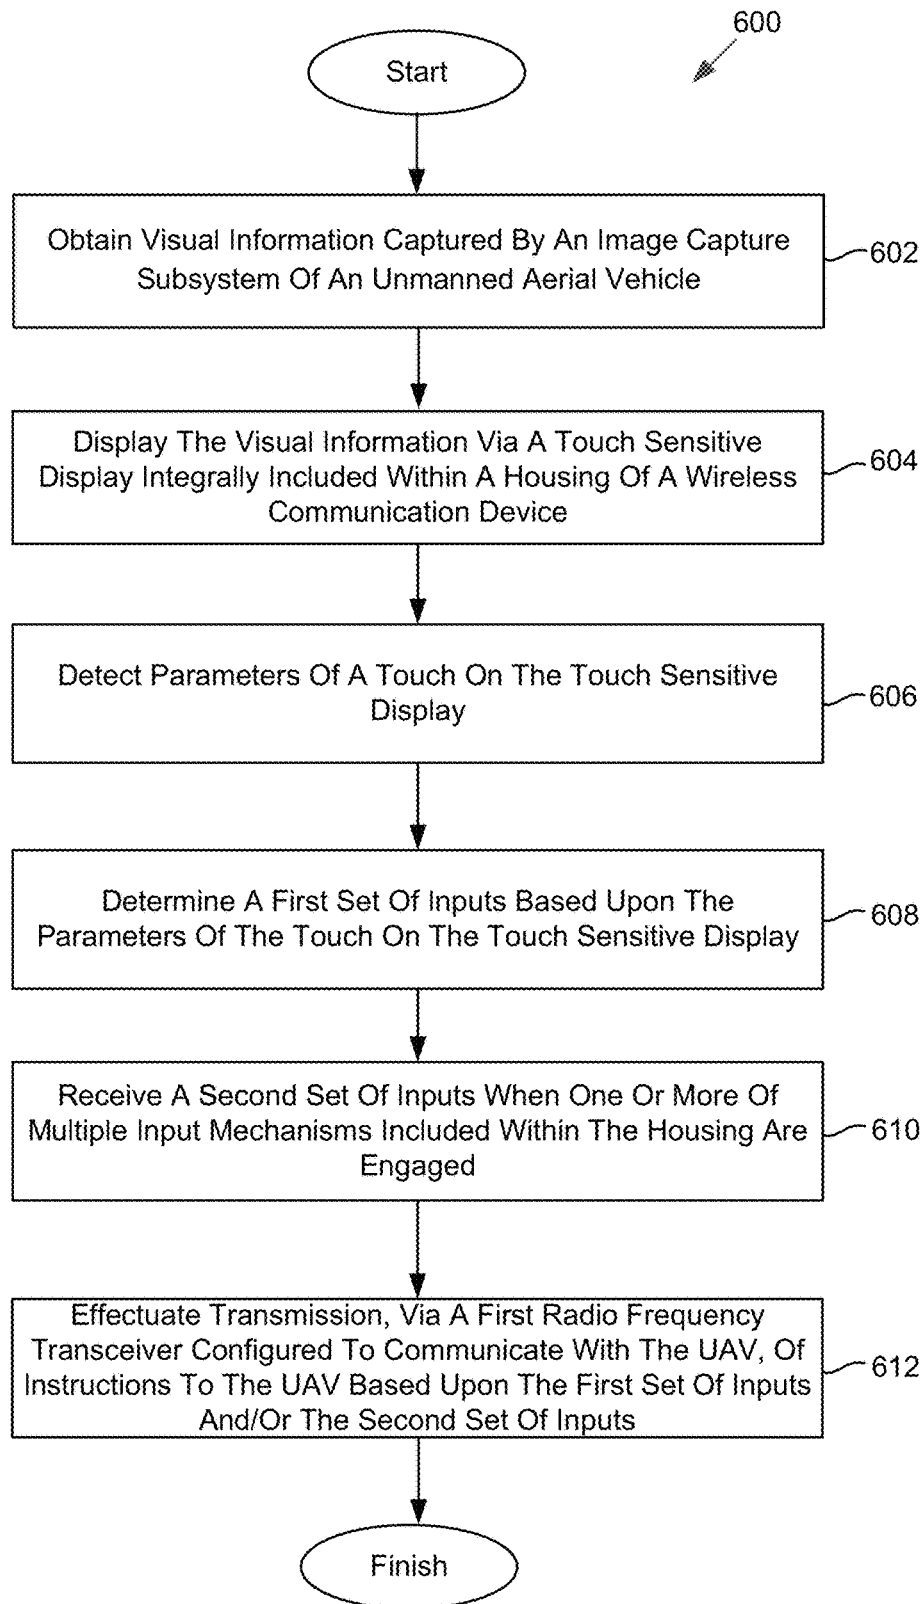 600
Start
Obtain Visual Information Captured By An Image Capture
Subsystem Of An Unmanned Aerial Vehicle
602
Display The Visual Information Via A Touch Sensitive
Display Integrally Included Within A Housing Of A Wireless
Communication Device
604
Detect Parameters Of A Touch On The Touch Sensitive
Display
606
Determine A First Set Of Inputs Based Upon The
Parameters Of The Touch On The Touch Sensitive Display
608
Receive A Second Set Of Inputs When One Or More Of
Multiple Input Mechanisms Included Within The Housing Are
Engaged
610
Effectuate Transmission, Via A First Radio Frequency
Transceiver Configured To Communicate With The UAV, Of
Instructions To The UAV Based Upon The First Set Of Inputs
And/Or The Second Set Of Inputs
612
Finish